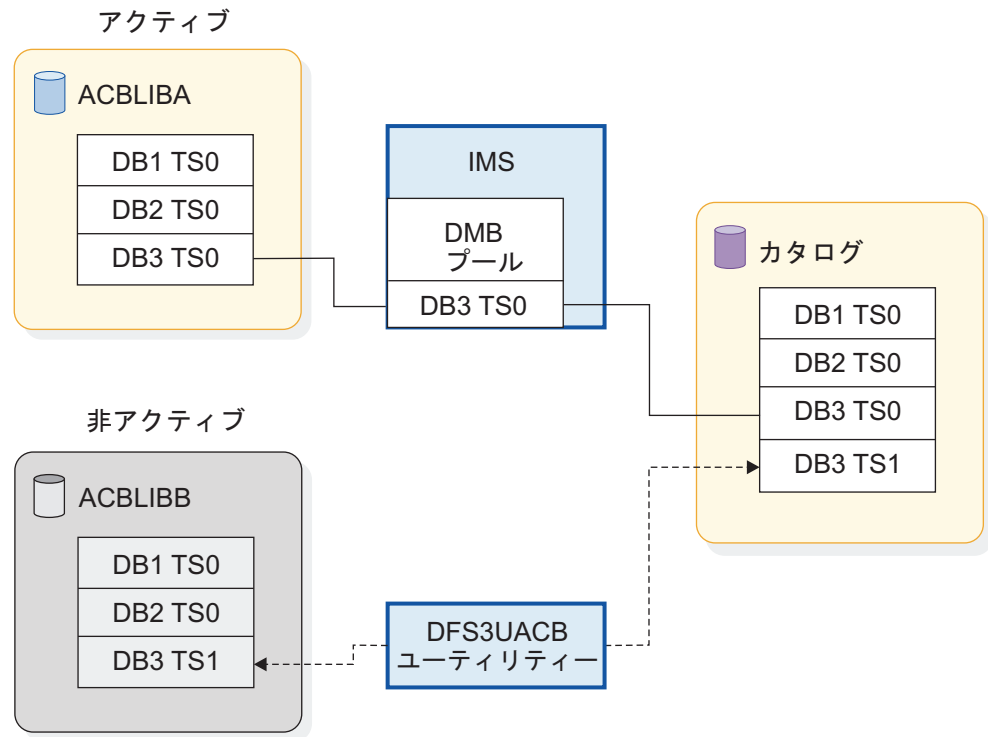 アクティブ
ACBLIBA
DB1 TS0
DB2 TS0
DB3 TS0
IMS
DMB
プール
DB3 TS0
カタログ
DB1 TS0
DB2 TS0
DB3 TS0
DB3 TS1
非アクティブ
ACBLIBB
DB1 TS0
DB2 TS0
DB3 TS1
DFS3UACB
ユーティリティー